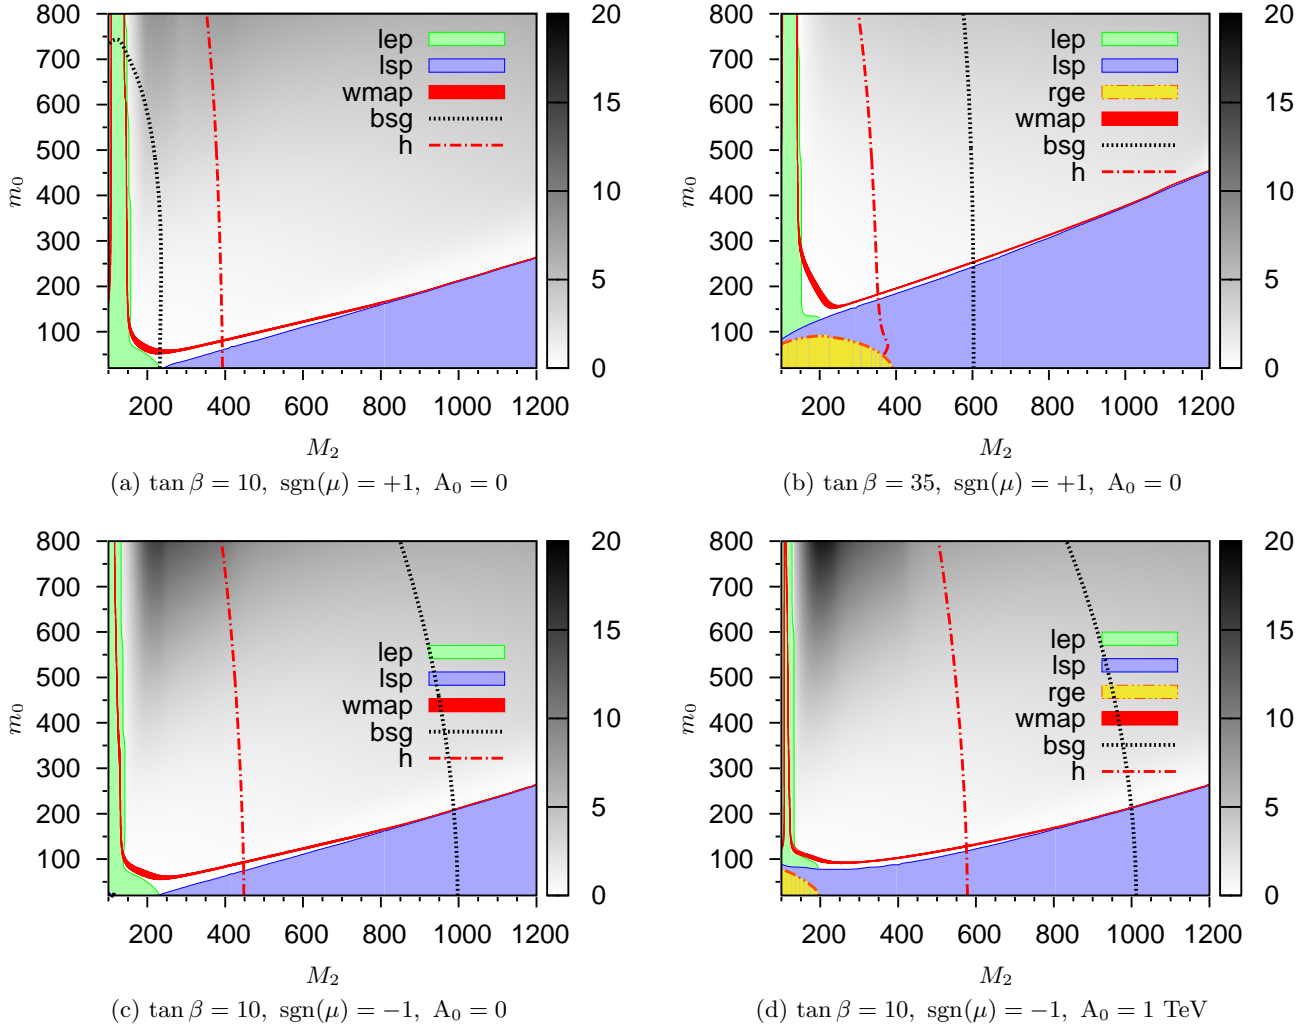 800
700
600
500
400
300
200
100
m₀
200 400 600 800 1000 1200
M₂
lep
lsp
wmap
bsg
h
20
15
10
5
0
(a) tan β = 10, sgn(μ) = +1, A₀ = 0
800
700
600
500
400
300
200
100
m₀
200 400 600 800 1000 1200
M₂
lep
lsp
rge
wmap
bsg
h
20
15
10
5
0
(b) tan β = 35, sgn(μ) = +1, A₀ = 0
800
700
600
500
400
300
200
100
m₀
200 400 600 800 1000 1200
M₂
lep
lsp
wmap
bsg
h
20
15
10
5
0
(c) tan β = 10, sgn(μ) = −1, A₀ = 0
800
700
600
500
400
300
200
100
m₀
200 400 600 800 1000 1200
M₂
lep
lsp
rge
wmap
bsg
h
20
15
10
5
0
(d) tan β = 10, sgn(μ) = −1, A₀ = 1 TeV